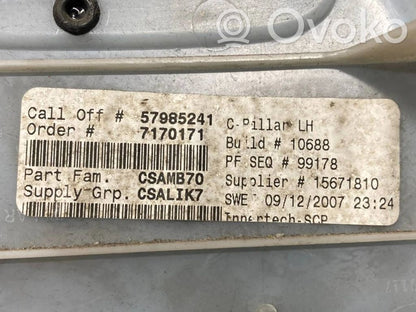 Ovoko
Call Off # 57985241
Order # 7170171
Part Fam. CSAMB70
Supply-Grp. CSALIK7
C-Pillar LH
Build # 10688
PF SEQ # 99178
Supplier # 15671810
SWE 09/12/2007 23:24
Innertech-SCP